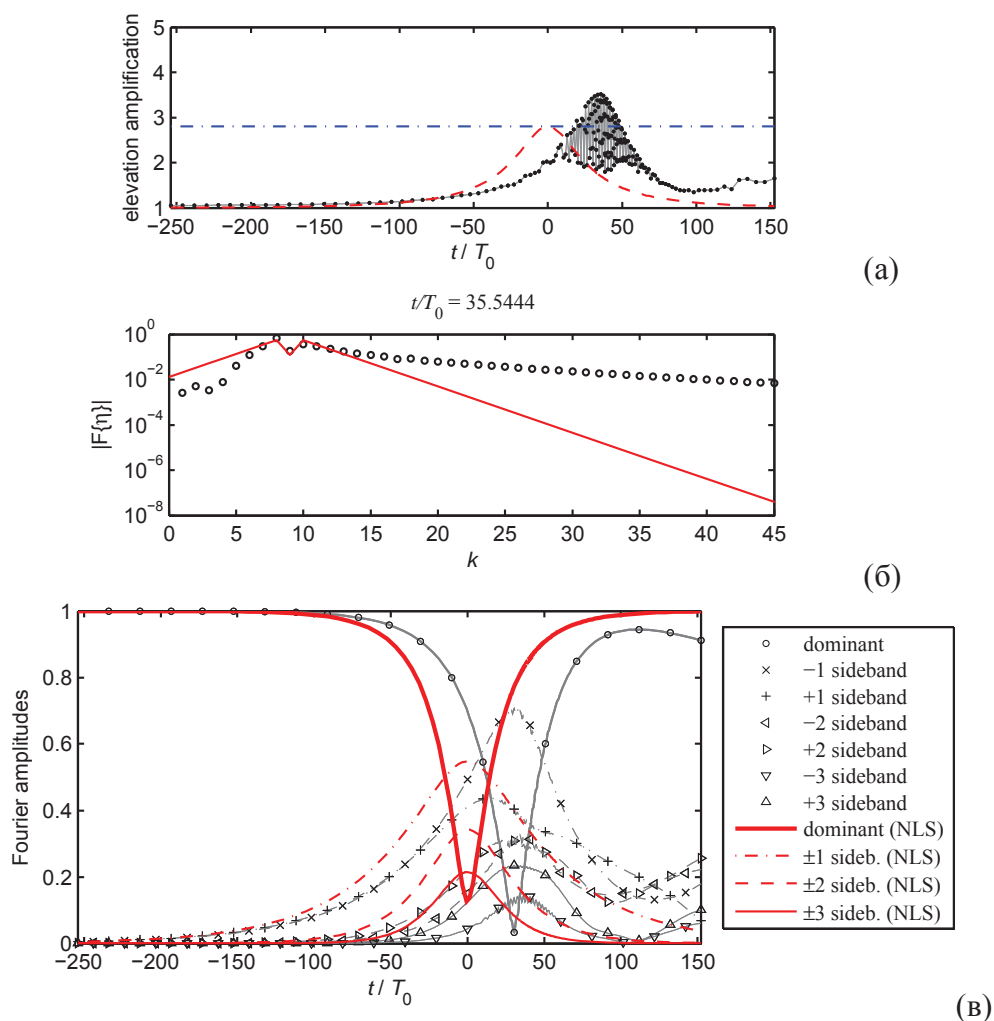 elevation amplification
5
4
3
2
1
−250 −200 −150 −100 −50 0 50 100 150
t / T0
(а)
t/T0 = 35.5444
|F{η}|
10^0
10^−2
10^−4
10^−6
10^−8
0 5 10 15 20 25 30 35 40 45
k
(б)
Fourier amplitudes
1
0.8
0.6
0.4
0.2
0
−250 −200 −150 −100 −50 0 50 100 150
t / T0
dominant
−1 sideband
+1 sideband
−2 sideband
+2 sideband
−3 sideband
+3 sideband
dominant (NLS)
±1 sideb. (NLS)
±2 sideb. (NLS)
±3 sideb. (NLS)
(в)